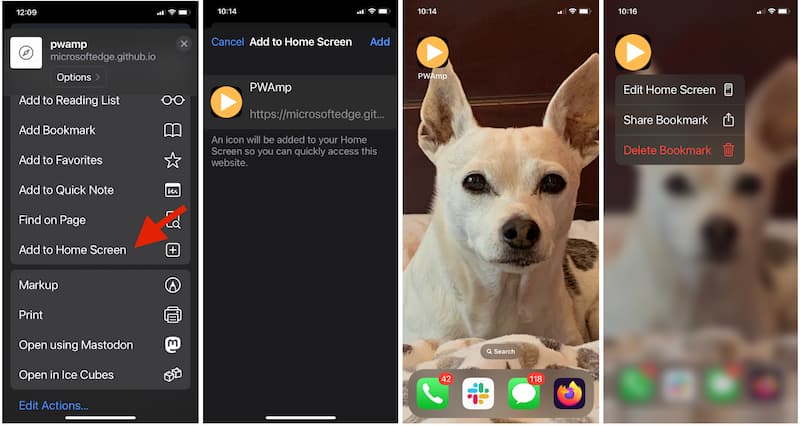 12:09
pwamp
microsoftedge.github.io
Options
Add to Reading List
Add Bookmark
Add to Favorites
Add to Quick Note
Find on Page
Add to Home Screen
Markup
Print
Open using Mastodon
Open in Ice Cubes
Edit Actions...
10:14
Cancel Add to Home Screen Add
PWAmp
https://microsoftedge.git...
An icon will be added to your Home
Screen so you can quickly access this
website.
10:14
PWAmp
Search
42
118
10:16
Edit Home Screen
Share Bookmark
Delete Bookmark